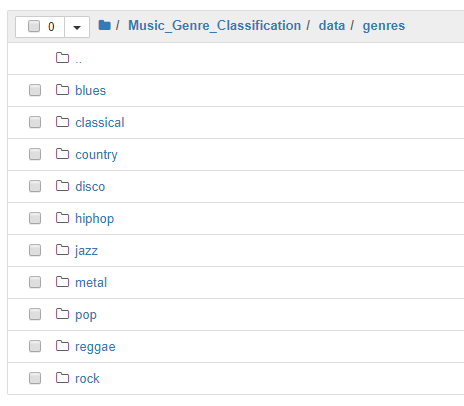 0 / Music_Genre_Classification / data / genres
..
blues
classical
country
disco
hiphop
jazz
metal
pop
reggae
rock